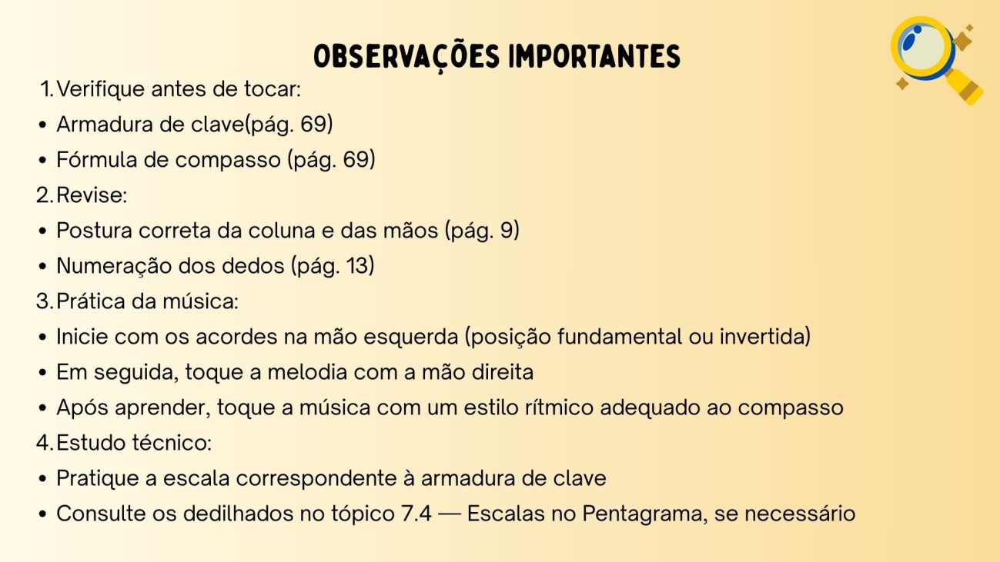 OBSERVAÇÕES IMPORTANTES
1. Verifique antes de tocar:
• Armadura de clave(pág. 69)
• Fórmula de compasso (pág. 69)
2. Revise:
• Postura correta da coluna e das mãos (pág. 9)
• Numeração dos dedos (pág. 13)
3. Prática da música:
• Inicie com os acordes na mão esquerda (posição fundamental ou invertida)
• Em seguida, toque a melodia com a mão direita
• Após aprender, toque a música com um estilo rítmico adequado ao compasso
4. Estudo técnico:
• Pratique a escala correspondente à armadura de clave
• Consulte os dedilhados no tópico 7.4 — Escalas no Pentagrama, se necessário